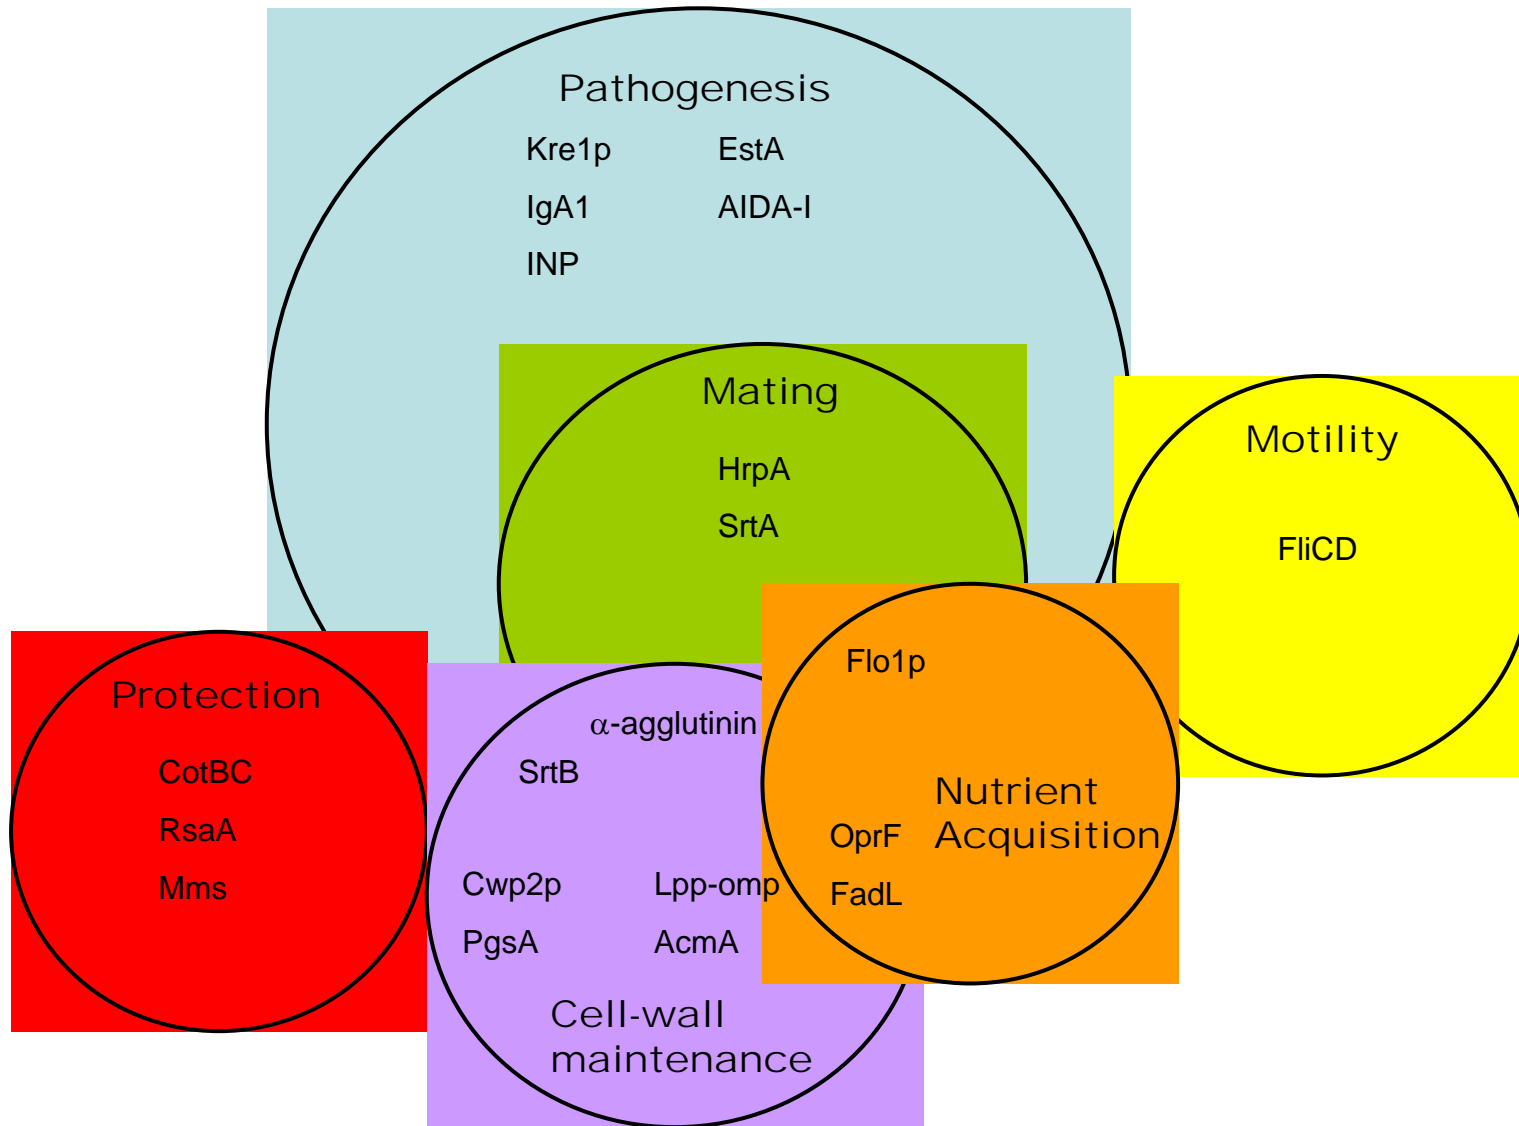 Pathogenesis
Kre1p EstA
IgA1 AIDA-I
INP
Mating
HrpA
SrtA
Motility
FliCD
Protection
CotBC
RsaA
Mms
α-agglutinin
SrtB
Cwp2p Lpp-omp
PgsA AcmA
Cell-wall
maintenance
Flo1p
Nutrient
Acquisition
OprF
FadL